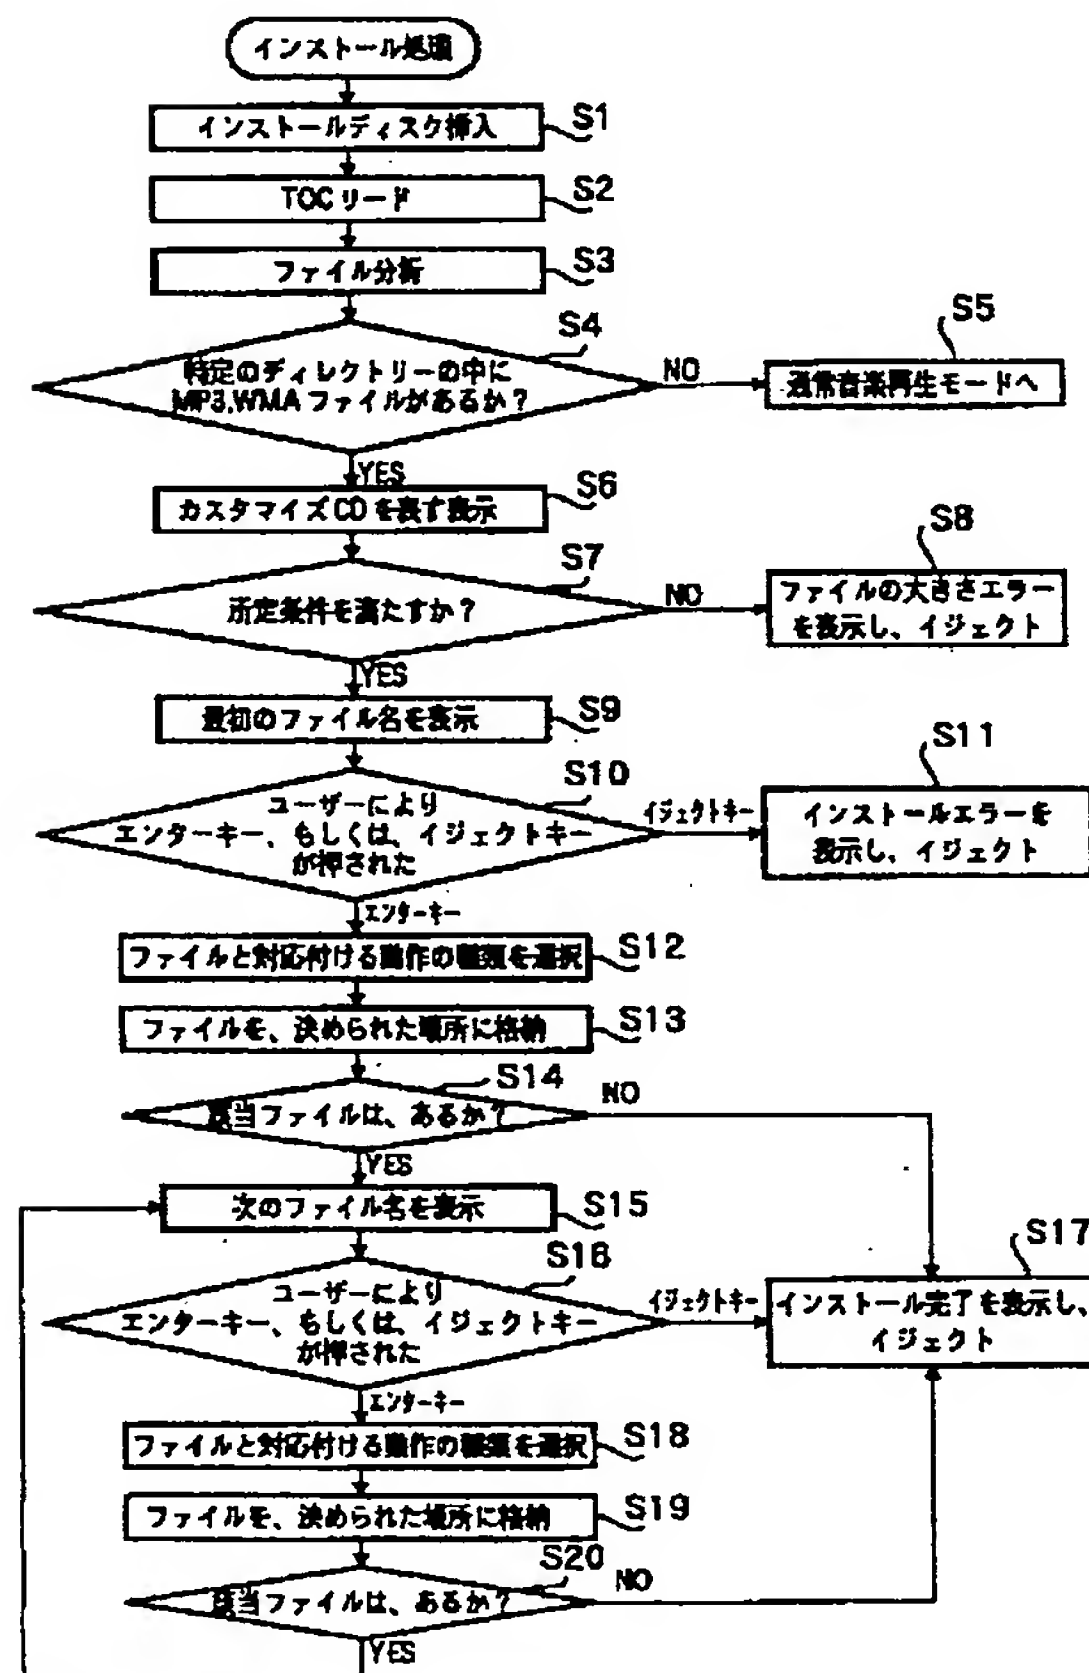 インストール処理
インストールディスク挿入
S1
TOCリード
S2
ファイル分析
S3
S4
特定のディレクトリーの中に
MP3,WMAファイルがあるか？
NO
S5
通常音楽再生モードへ
YES
カスタマイズCDを表す表示
S6
S7
所定条件を満たすか？
NO
S8
ファイルの大きさエラー
を表示し、イジェクト
YES
最初のファイル名を表示
S9
S10
ユーザーにより
エンターキー、もしくは、イジェクトキー
が押された
イジェクトキー
S11
インストールエラーを
表示し、イジェクト
エンターキー
ファイルと対応付ける動作の種類を選択
S12
ファイルを、決められた場所に格納
S13
S14
該当ファイルは、あるか？
NO
YES
次のファイル名を表示
S15
S16
ユーザーにより
エンターキー、もしくは、イジェクトキー
が押された
イジェクトキー
S17
インストール完了を表示し、
イジェクト
エンターキー
ファイルと対応付ける動作の種類を選択
S18
ファイルを、決められた場所に格納
S19
S20
該当ファイルは、あるか？
NO
YES